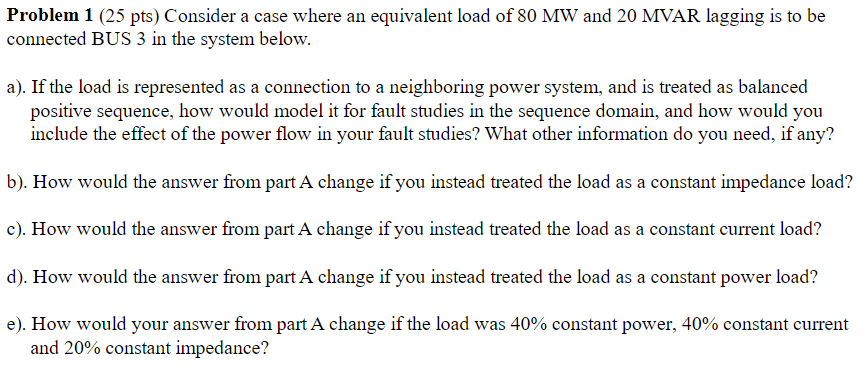 Problem 1 (25 pts) Consider a case where an equivalent load of 80 MW and 20 MVAR lagging is to be
connected BUS 3 in the system below.
a). If the load is represented as a connection to a neighboring power system, and is treated as balanced
positive sequence, how would model it for fault studies in the sequence domain, and how would you
include the effect of the power flow in your fault studies? What other information do you need, if any?
b). How would the answer from part A change if you instead treated the load as a constant impedance load?
c). How would the answer from part A change if you instead treated the load as a constant current load?
d). How would the answer from part A change if you instead treated the load as a constant power load?
e). How would your answer from part A change if the load was 40% constant power, 40% constant current
and 20% constant impedance?